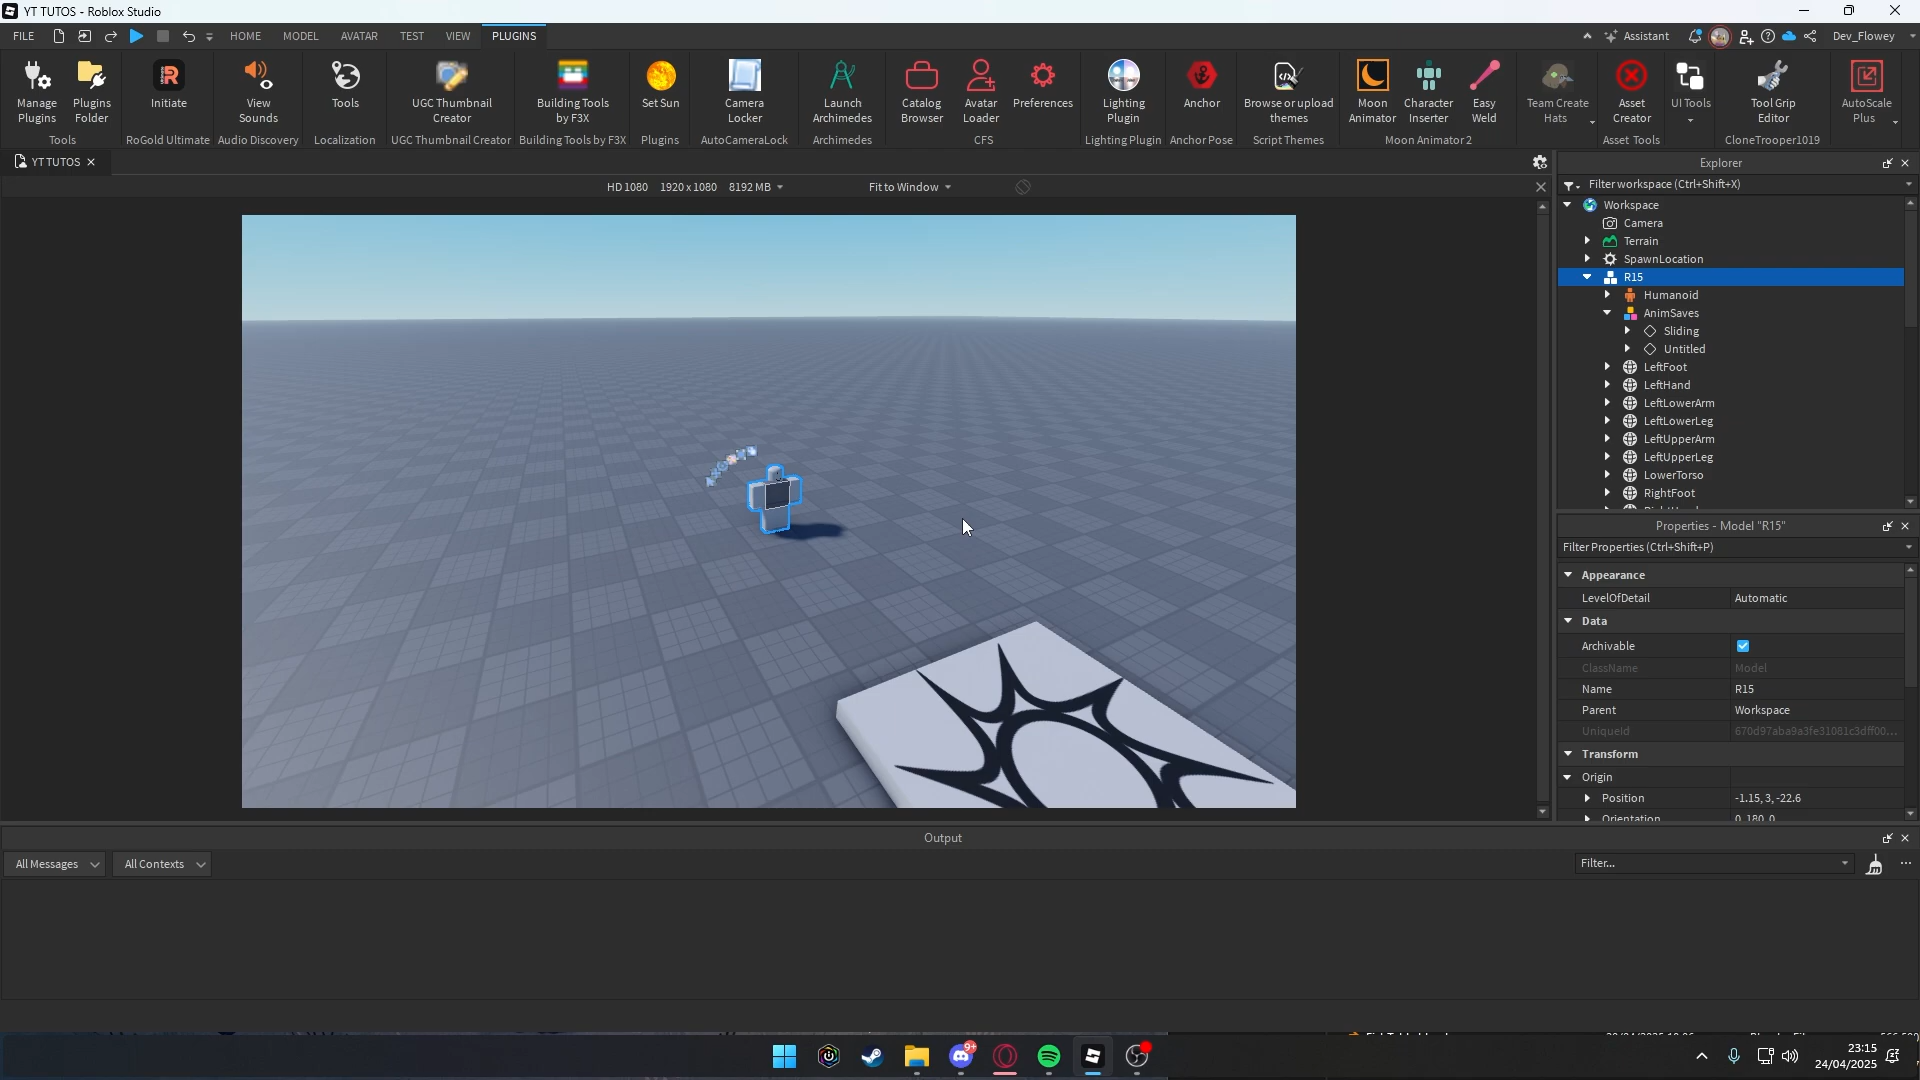 YT TUTOS - Roblox Studio
FILE HOME MODEL AVATAR TEST VIEW PLUGINS Assistant Dev_Flowey
Manage Plugins
Plugins Folder
Tools
Initiate
RoGold Ultimate
View Sounds
Audio Discovery
Tools
Localization
UGC Thumbnail Creator
UGC Thumbnail Creator
Building Tools by F3X
Building Tools by F3X
Set Sun
Plugins
Camera Locker
AutoCameraLock
Launch Archimedes
Archimedes
Catalog Browser
Avatar Loader
Preferences
CFS
Lighting Plugin
Lighting Plugin
Anchor
Anchor Pose
Browse or upload themes
Script Themes
Moon Animator
Character Inserter
Easy Weld
Moon Animator 2
Team Create Hats
Asset Creator
Asset Tools
UI Tools
Tool Grip Editor
CloneTrooper1019
AutoScale Plus
YT TUTOS
HD 1080 1920 x 1080 8192 MB Fit to Window
Explorer
Filter workspace (Ctrl+Shift+X)
Workspace
Camera
Terrain
SpawnLocation
R15
Humanoid
AnimSaves
Sliding
Untitled
LeftFoot
LeftHand
LeftLowerArm
LeftLowerLeg
LeftUpperArm
LeftUpperLeg
LowerTorso
RightFoot
Properties - Model "R15"
Filter Properties (Ctrl+Shift+P)
Appearance
LevelOfDetail Automatic
Data
Archivable
ClassName Model
Name R15
Parent Workspace
UniqueId 670d97aba9a3fe31081c3dff00...
Transform
Origin
Position -1.15, 3, -22.6
Orientation 0, 180, 0
Output
All Messages All Contexts Filter...
9+
23:15
24/04/2025